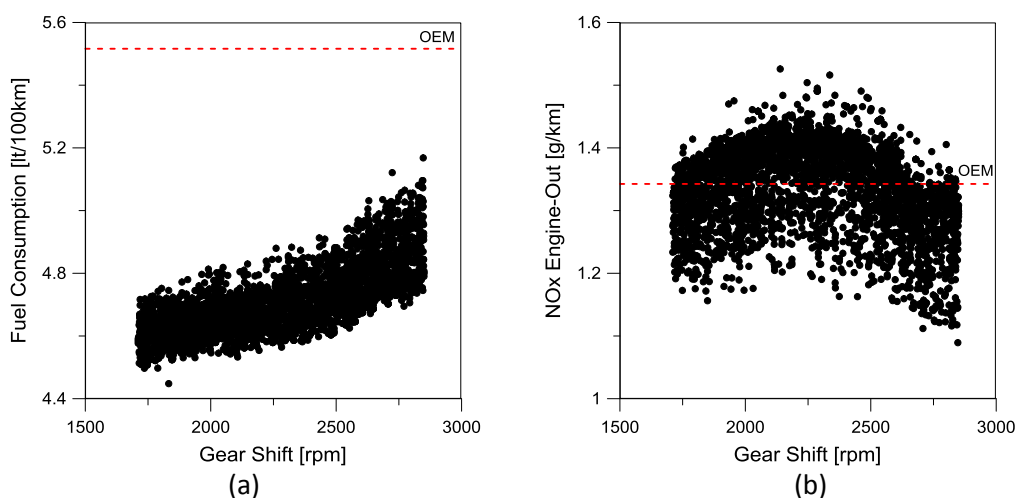 5.6
5.2
4.8
4.4
Fuel Consumption [lt/100km]
OEM
1500
2000
2500
3000
Gear Shift [rpm]
(a)
1.6
1.4
1.2
1
NOx Engine-Out [g/km]
OEM
1500
2000
2500
3000
Gear Shift [rpm]
(b)